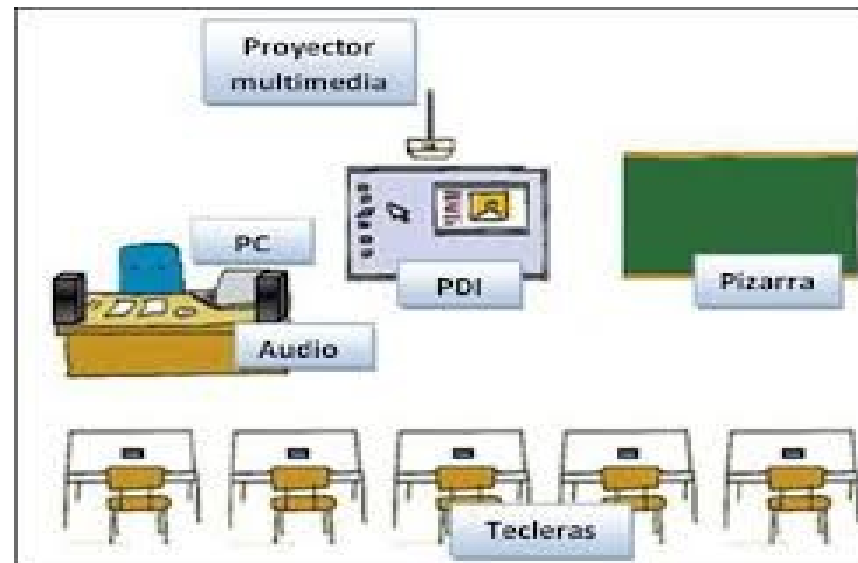 Proyector
multimedia
PC
PDI
Pizarra
Audio
Tecleras